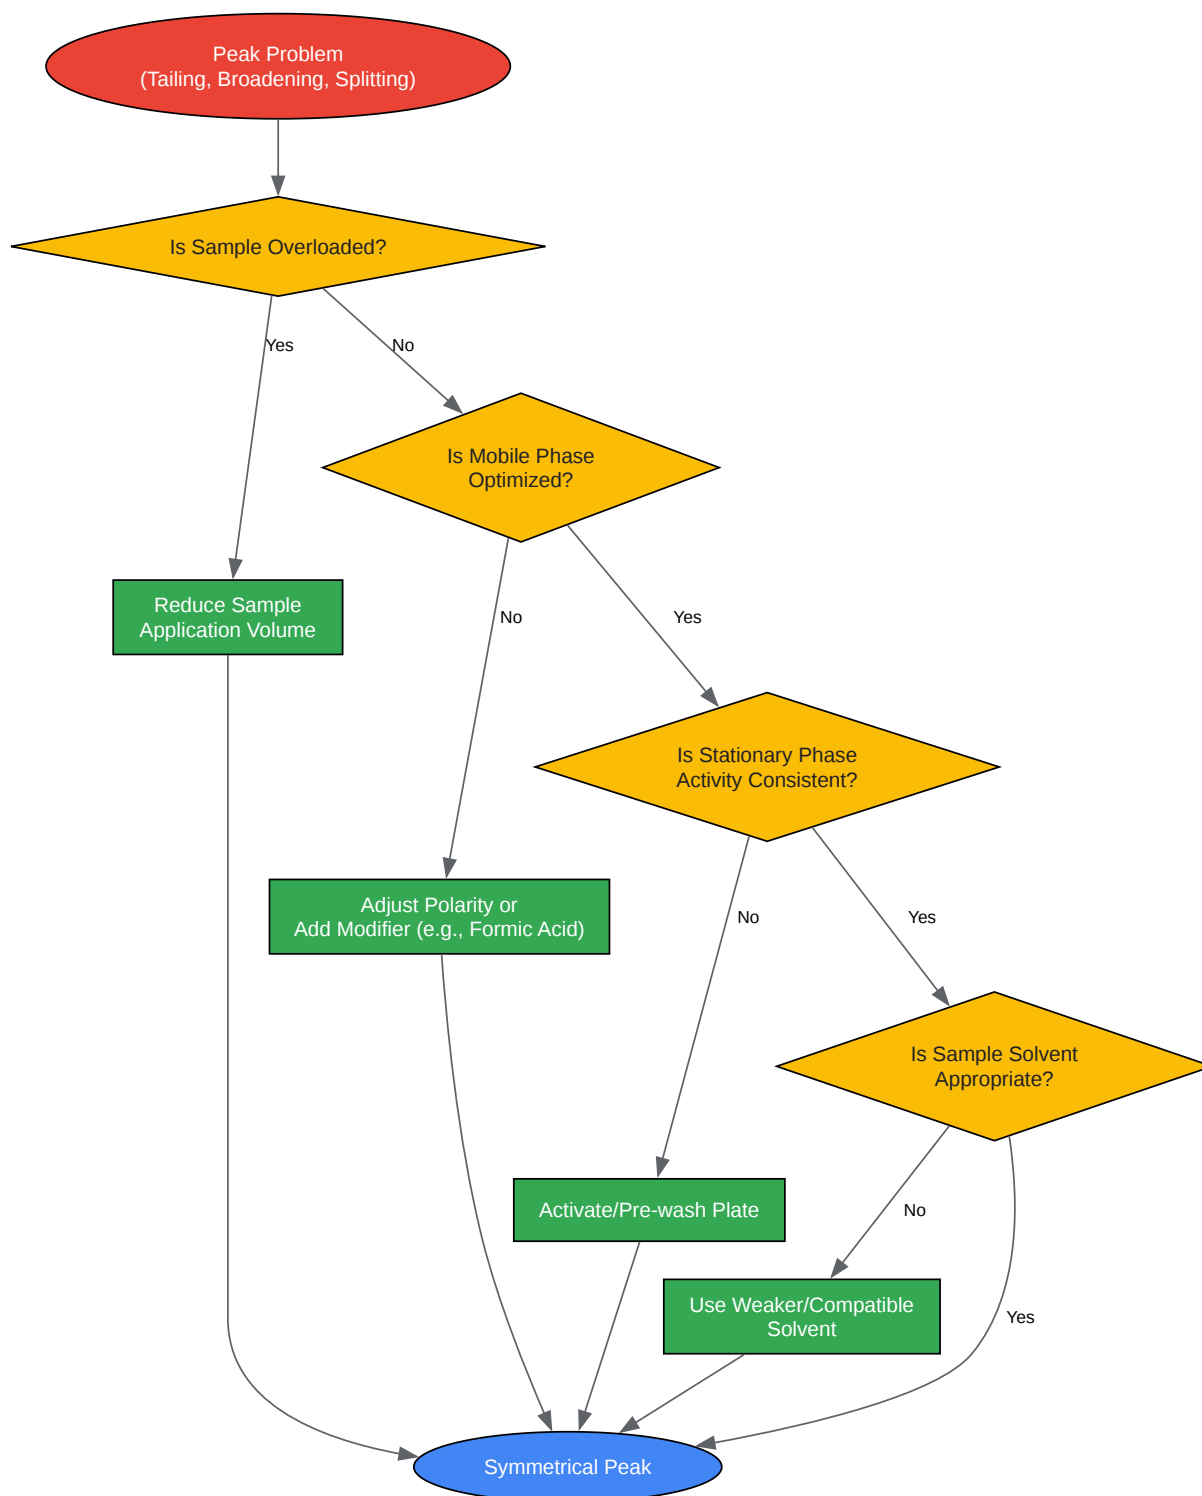 Peak Problem
(Tailing, Broadening, Splitting)
Is Sample Overloaded?
Yes
No
Is Mobile Phase
Optimized?
Reduce Sample
Application Volume
No
Yes
Is Stationary Phase
Activity Consistent?
Adjust Polarity or
Add Modifier (e.g., Formic Acid)
No
Yes
Is Sample Solvent
Appropriate?
Activate/Pre-wash Plate
No
Use Weaker/Compatible
Solvent
Yes
Symmetrical Peak